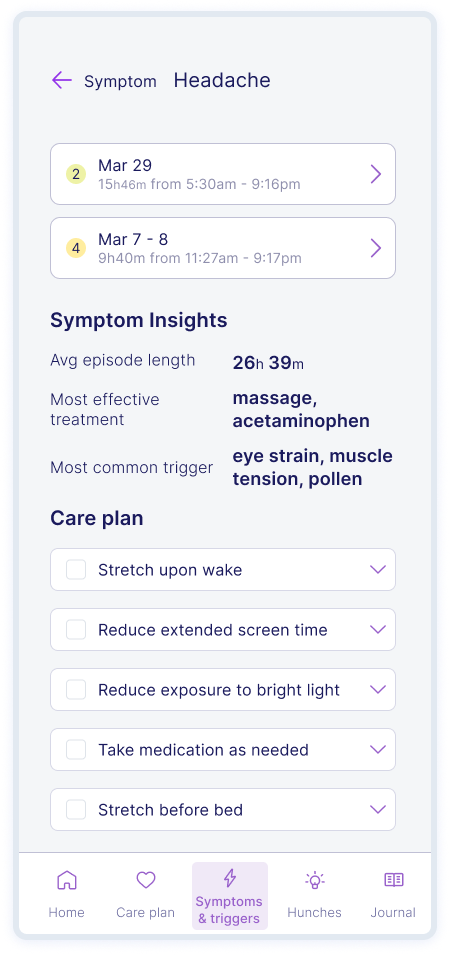 Symptom Headache
2
Mar 29
15h46m from 5:30am - 9:16pm
4
Mar 7 - 8
9h40m from 11:27am - 9:17pm
Symptom Insights
Avg episode length
26h 39m
Most effective
treatment
massage,
acetaminophen
Most common trigger
eye strain, muscle
tension, pollen
Care plan
Stretch upon wake
Reduce extended screen time
Reduce exposure to bright light
Take medication as needed
Stretch before bed
Home
Care plan
Symptoms
& triggers
Hunches
Journal